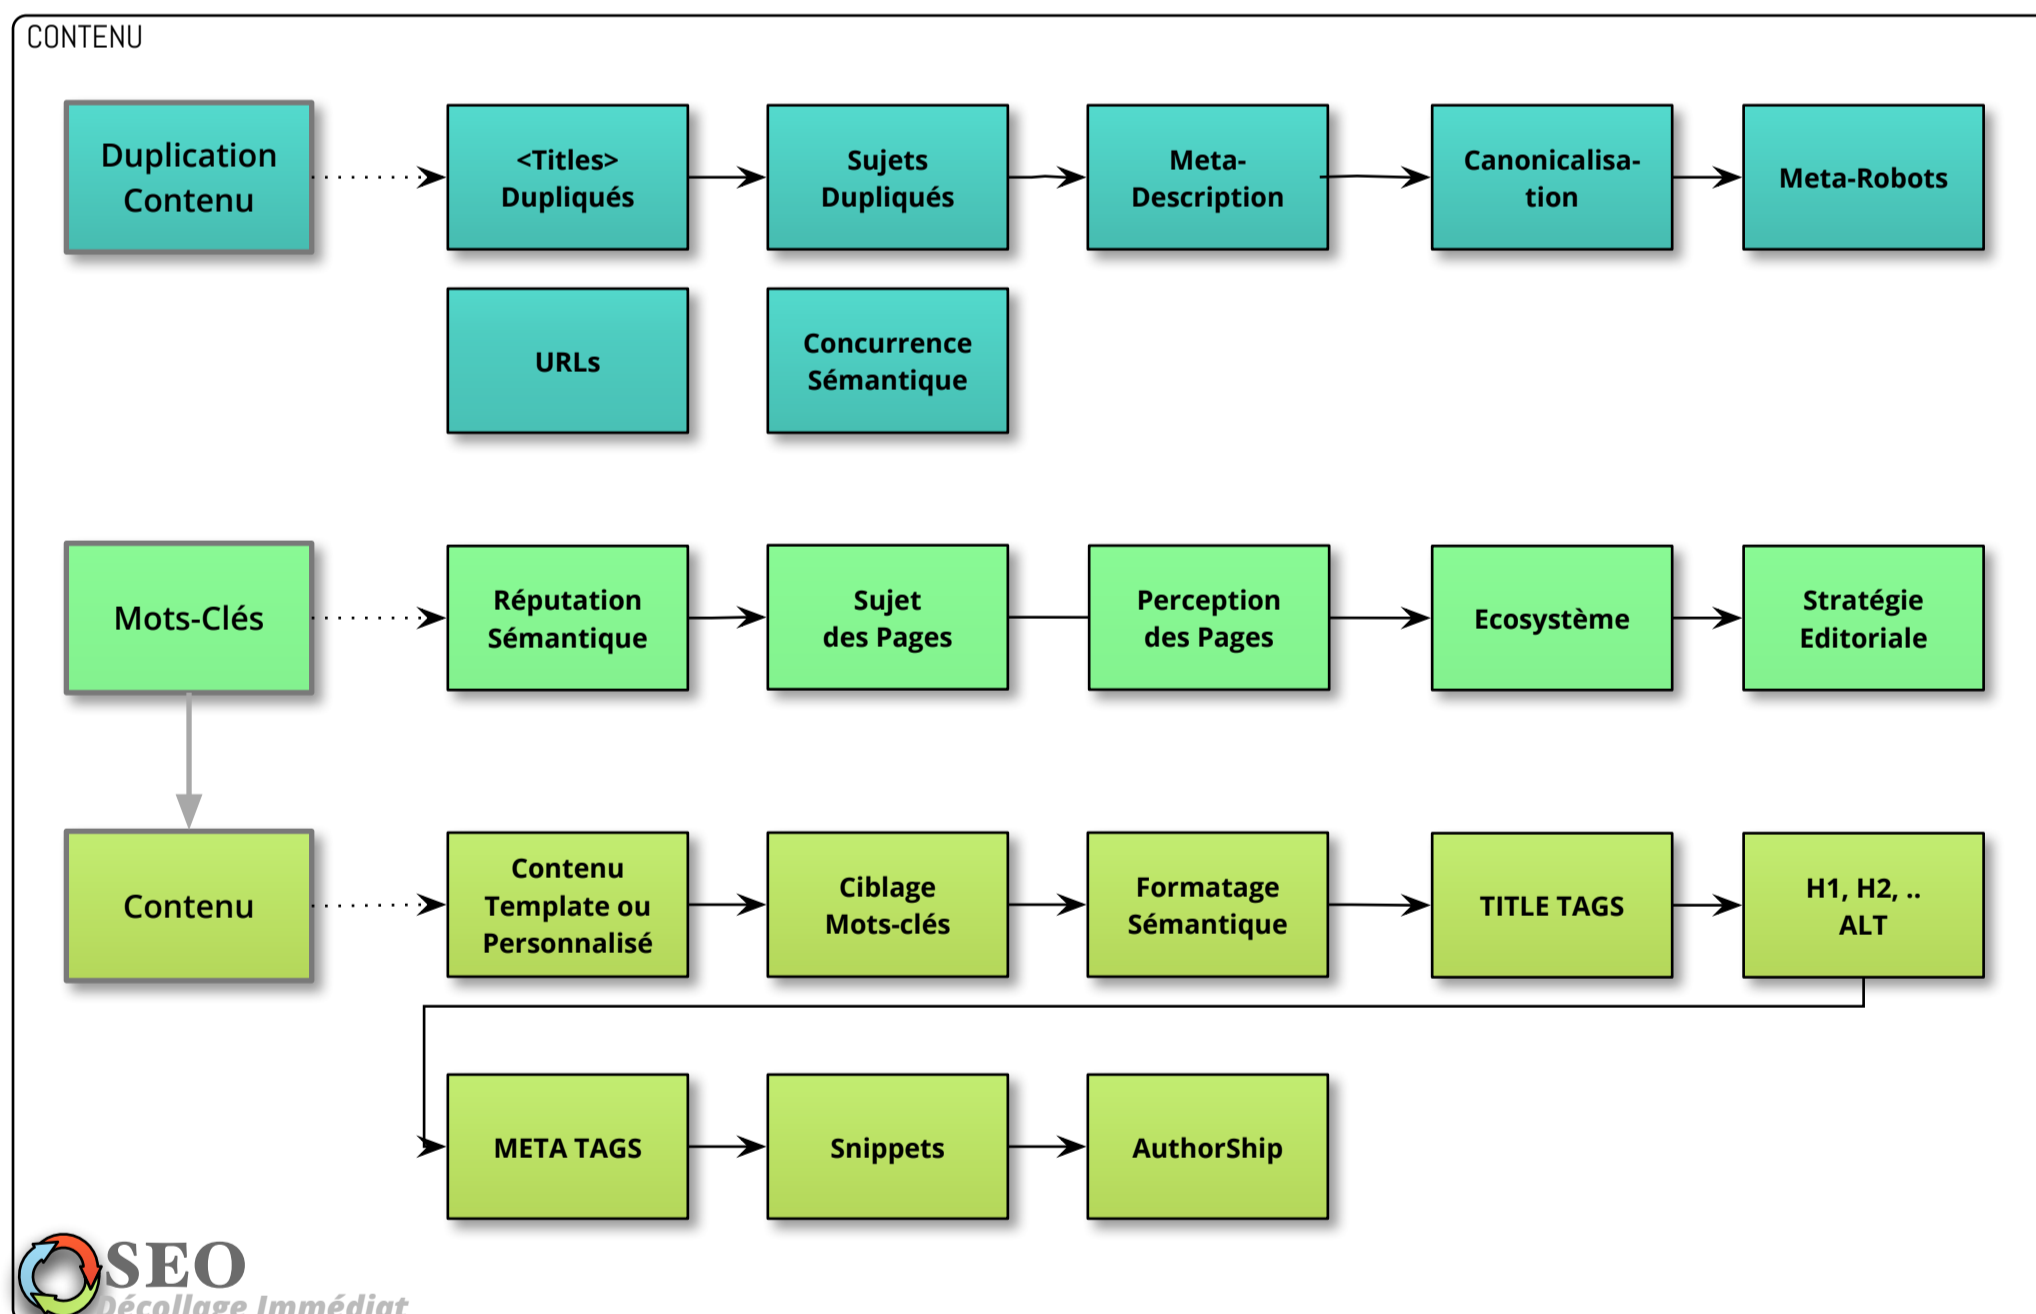 CONTENU
Duplication
Contenu
<Titles>
Dupliqués
Sujets
Dupliqués
Meta-
Description
Canonicalisa-
tion
Meta-Robots
URLs
Concurrence
Sémantique
Mots-Clés
Réputation
Sémantique
Sujet
des Pages
Perception
des Pages
Ecosystème
Stratégie
Editoriale
Contenu
Contenu
Template ou
Personnalisé
Ciblage
Mots-clés
Formatage
Sémantique
TITLE TAGS
H1, H2, ..
ALT
META TAGS
Snippets
AuthorShip
SEO
Décollage Immédiat